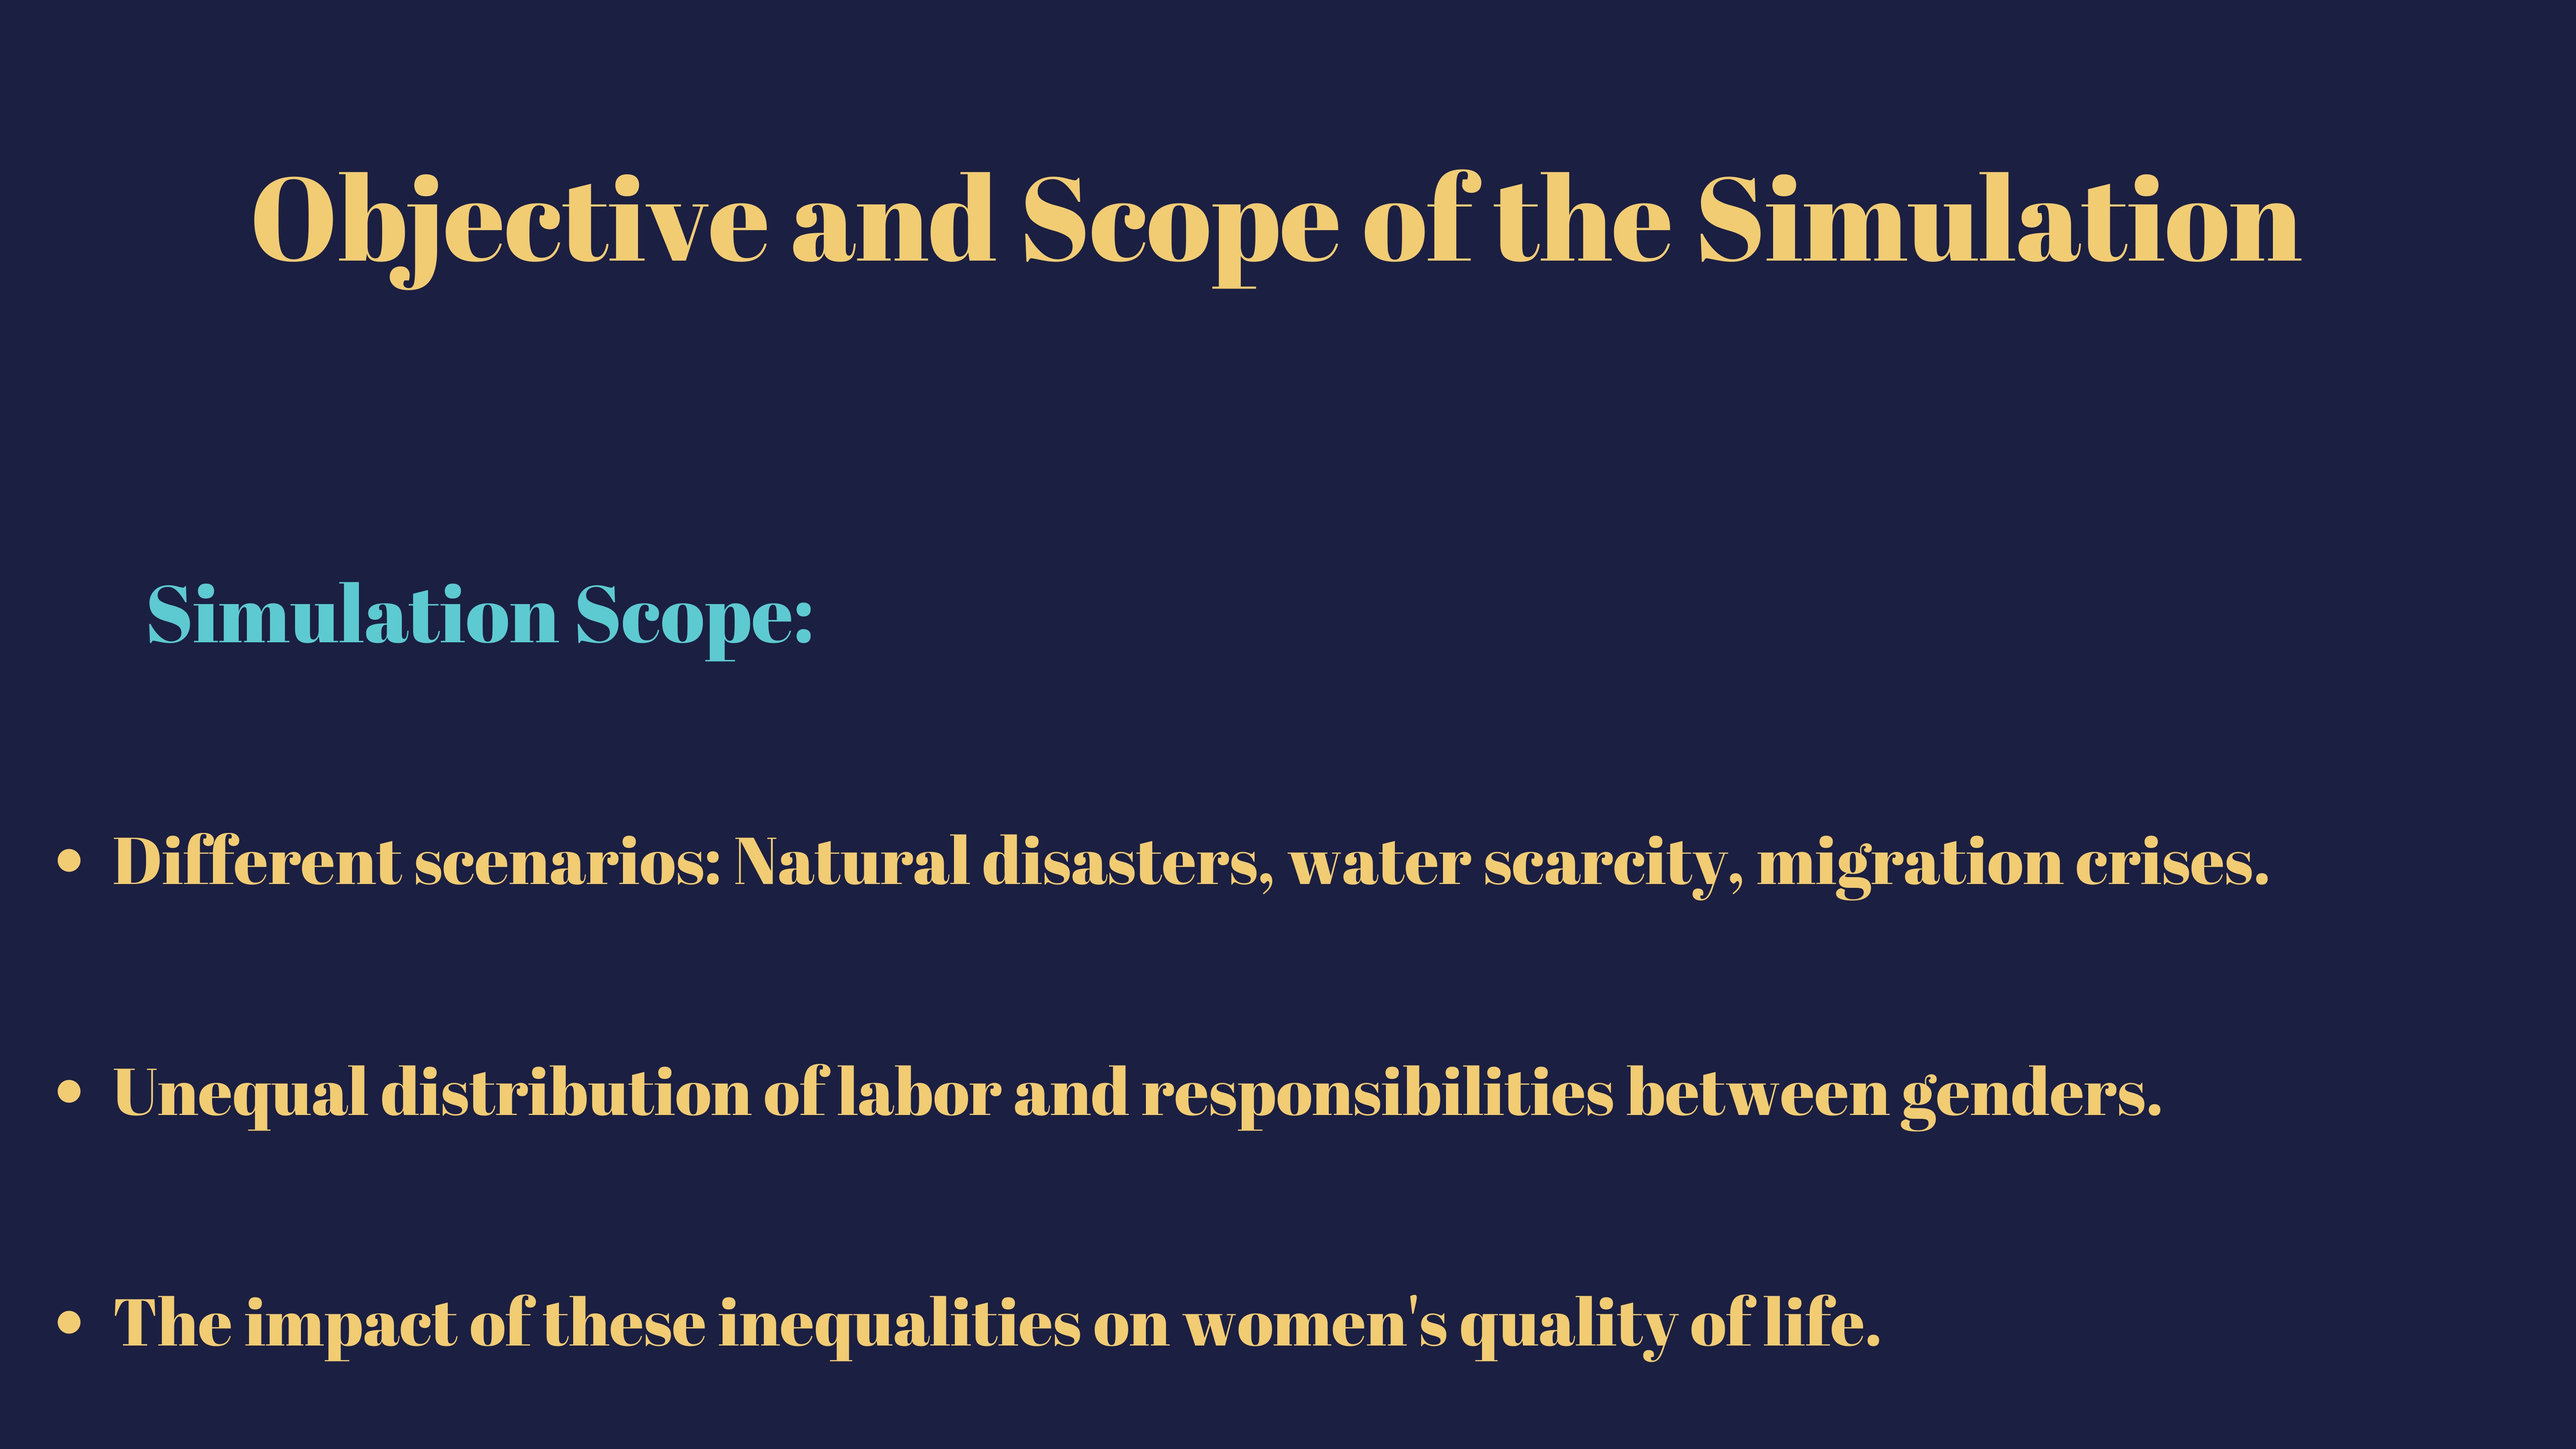 Objective and Scope of the Simulation
Simulation Scope:
• Different scenarios: Natural disasters, water scarcity, migration crises.
• Unequal distribution of labor and responsibilities between genders.
• The impact of these inequalities on women's quality of life.